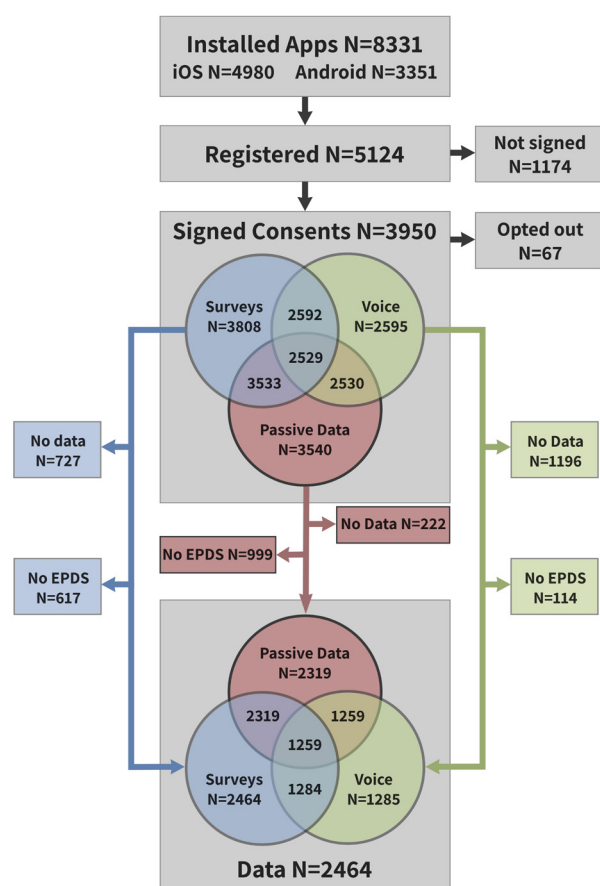 Installed Apps N=8331
iOS N=4980 Android N=3351
Registered N=5124
Not signed
N=1174
Signed Consents N=3950
Opted out
N=67
Surveys
N=3808
2592
Voice
N=2595
2529
3533
2530
Passive Data
N=3540
No data
N=727
No Data
N=1196
No Data N=222
No EPDS N=999
No EPDS
N=617
No EPDS
N=114
Passive Data
N=2319
2319
1259
1259
Surveys
N=2464
1284
Voice
N=1285
Data N=2464